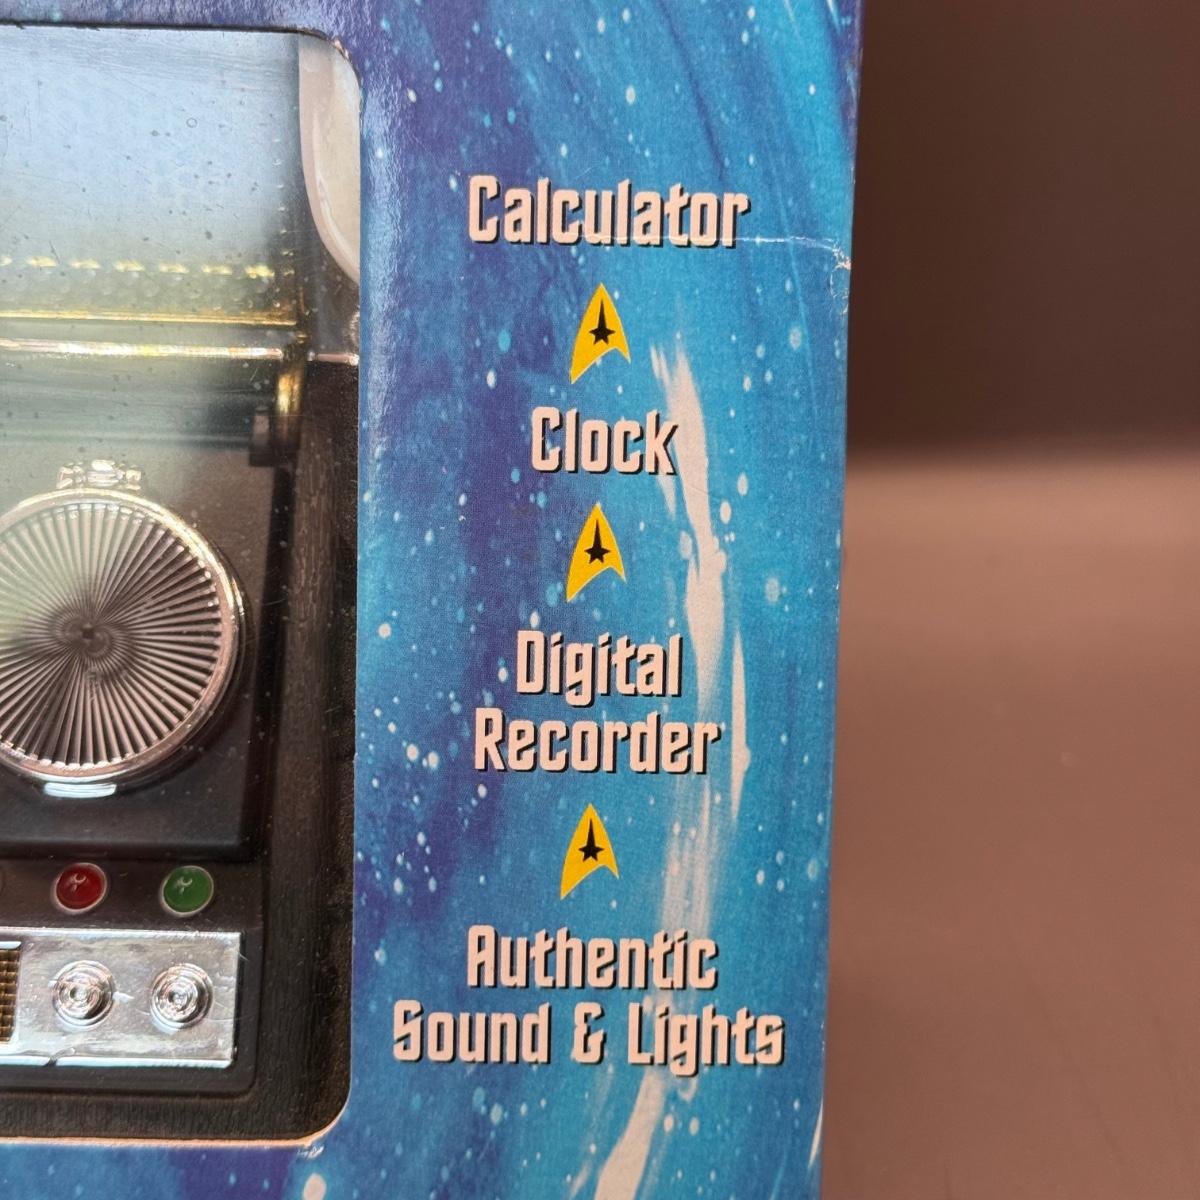 Calculator
Clock
Digital
Recorder
Authentic
Sound & Lights